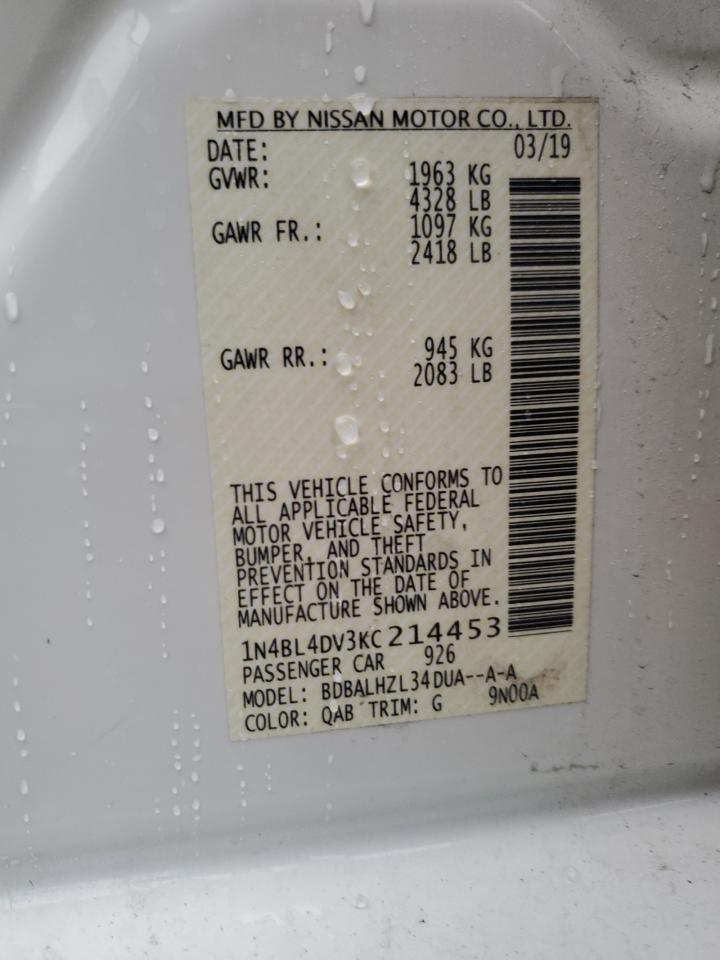 MFD BY NISSAN MOTOR CO., LTD.
DATE: 03/19
GVWR: 1963 KG
4328 LB
GAWR FR.: 1097 KG
2418 LB
GAWR RR.: 945 KG
2083 LB
THIS VEHICLE CONFORMS TO
ALL APPLICABLE FEDERAL
MOTOR VEHICLE SAFETY,
BUMPER, AND THEFT
PREVENTION STANDARDS IN
EFFECT ON THE DATE OF
MANUFACTURE SHOWN ABOVE.
1N4BL4DV3KC214453
PASSENGER CAR 926
MODEL: BDBALHZL34DUA--A-A
COLOR: QAB TRIM: G 9N00A